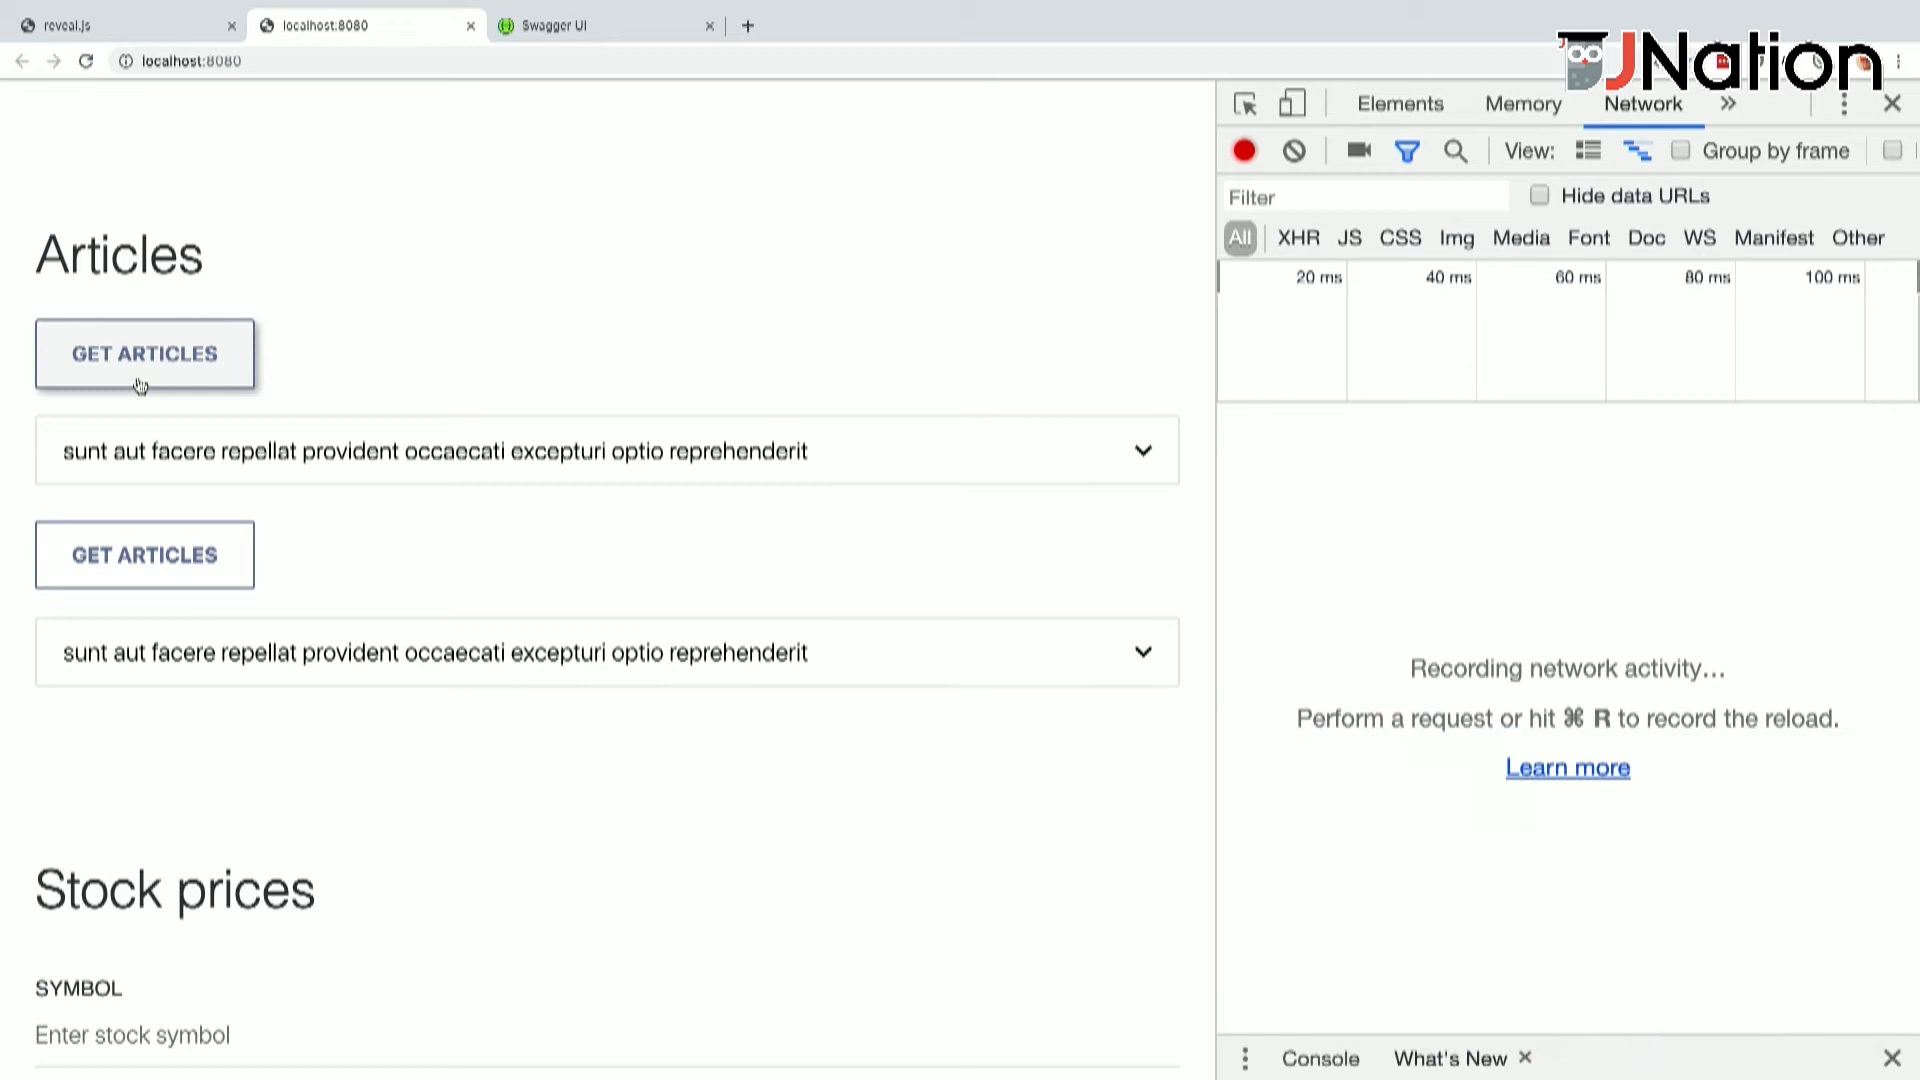 reveal.js
localhost:8080
Swagger UI
localhost:8080
JNation
Elements Memory Network
View: Group by frame
Filter Hide data URLs
All XHR JS CSS Img Media Font Doc WS Manifest Other
20 ms 40 ms 60 ms 80 ms 100 ms
Articles
GET ARTICLES
sunt aut facere repellat provident occaecati excepturi optio reprehenderit
GET ARTICLES
sunt aut facere repellat provident occaecati excepturi optio reprehenderit
Recording network activity…
Perform a request or hit ⌘ R to record the reload.
Learn more
Stock prices
SYMBOL
Enter stock symbol
Console What's New